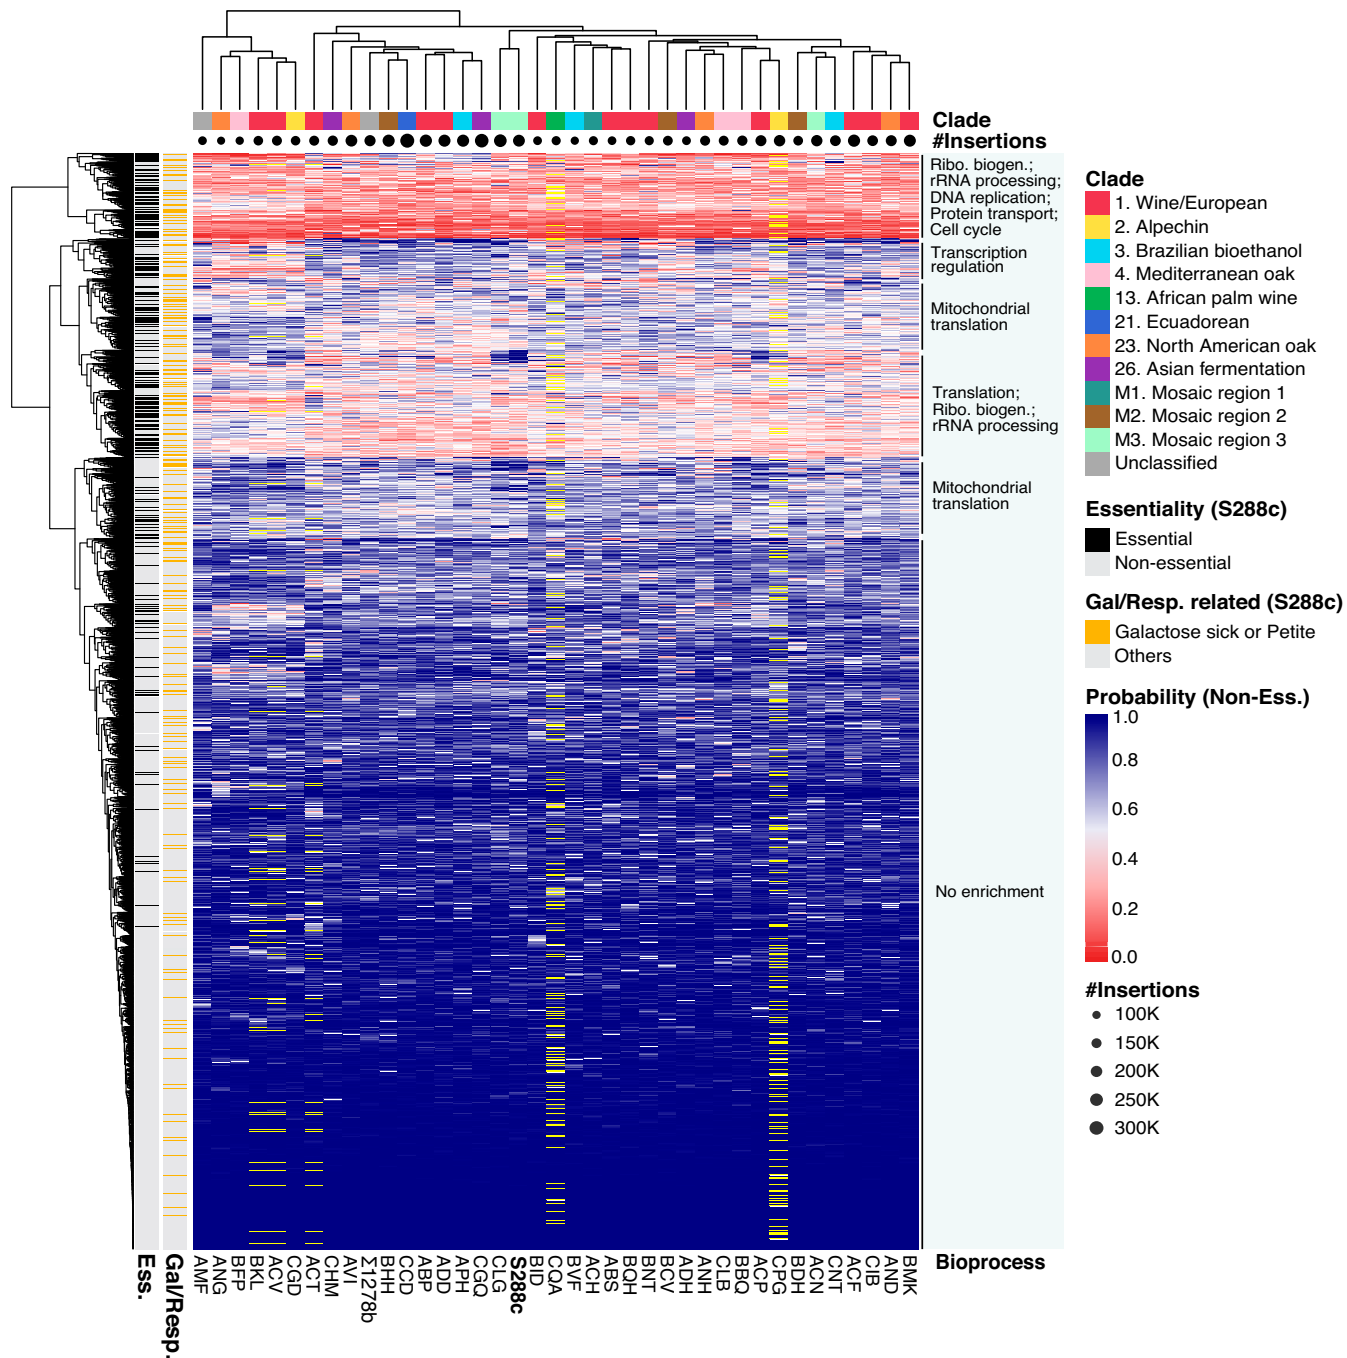 Clade
#Insertions
Ribo. biogen.;
rRNA processing;
DNA replication;
Protein transport;
Cell cycle
Transcription
regulation
Mitochondrial
translation
Translation;
Ribo. biogen.;
rRNA processing
Mitochondrial
translation
No enrichment
Bioprocess
Clade
1. Wine/European
2. Alpechin
3. Brazilian bioethanol
4. Mediterranean oak
13. African palm wine
21. Ecuadorean
23. North American oak
26. Asian fermentation
M1. Mosaic region 1
M2. Mosaic region 2
M3. Mosaic region 3
Unclassified
Essentiality (S288c)
Essential
Non-essential
Gal/Resp. related (S288c)
Galactose sick or Petite
Others
Probability (Non-Ess.)
1.0
0.8
0.6
0.4
0.2
0.0
#Insertions
100K
150K
200K
250K
300K
Ess.
Gal/Resp.
AMF
ANG
BFP
BKL
ACV
CGD
ACT
CHM
AVI
Σ1278b
BHH
CCD
ABP
ADD
APH
CGQ
CLG
S288c
BID
CQA
BVF
ACH
ABS
BQH
BNT
BCV
ADH
ANH
CLB
BBQ
ACP
CPG
BDH
ACN
CNT
ACF
CIB
AND
BMK